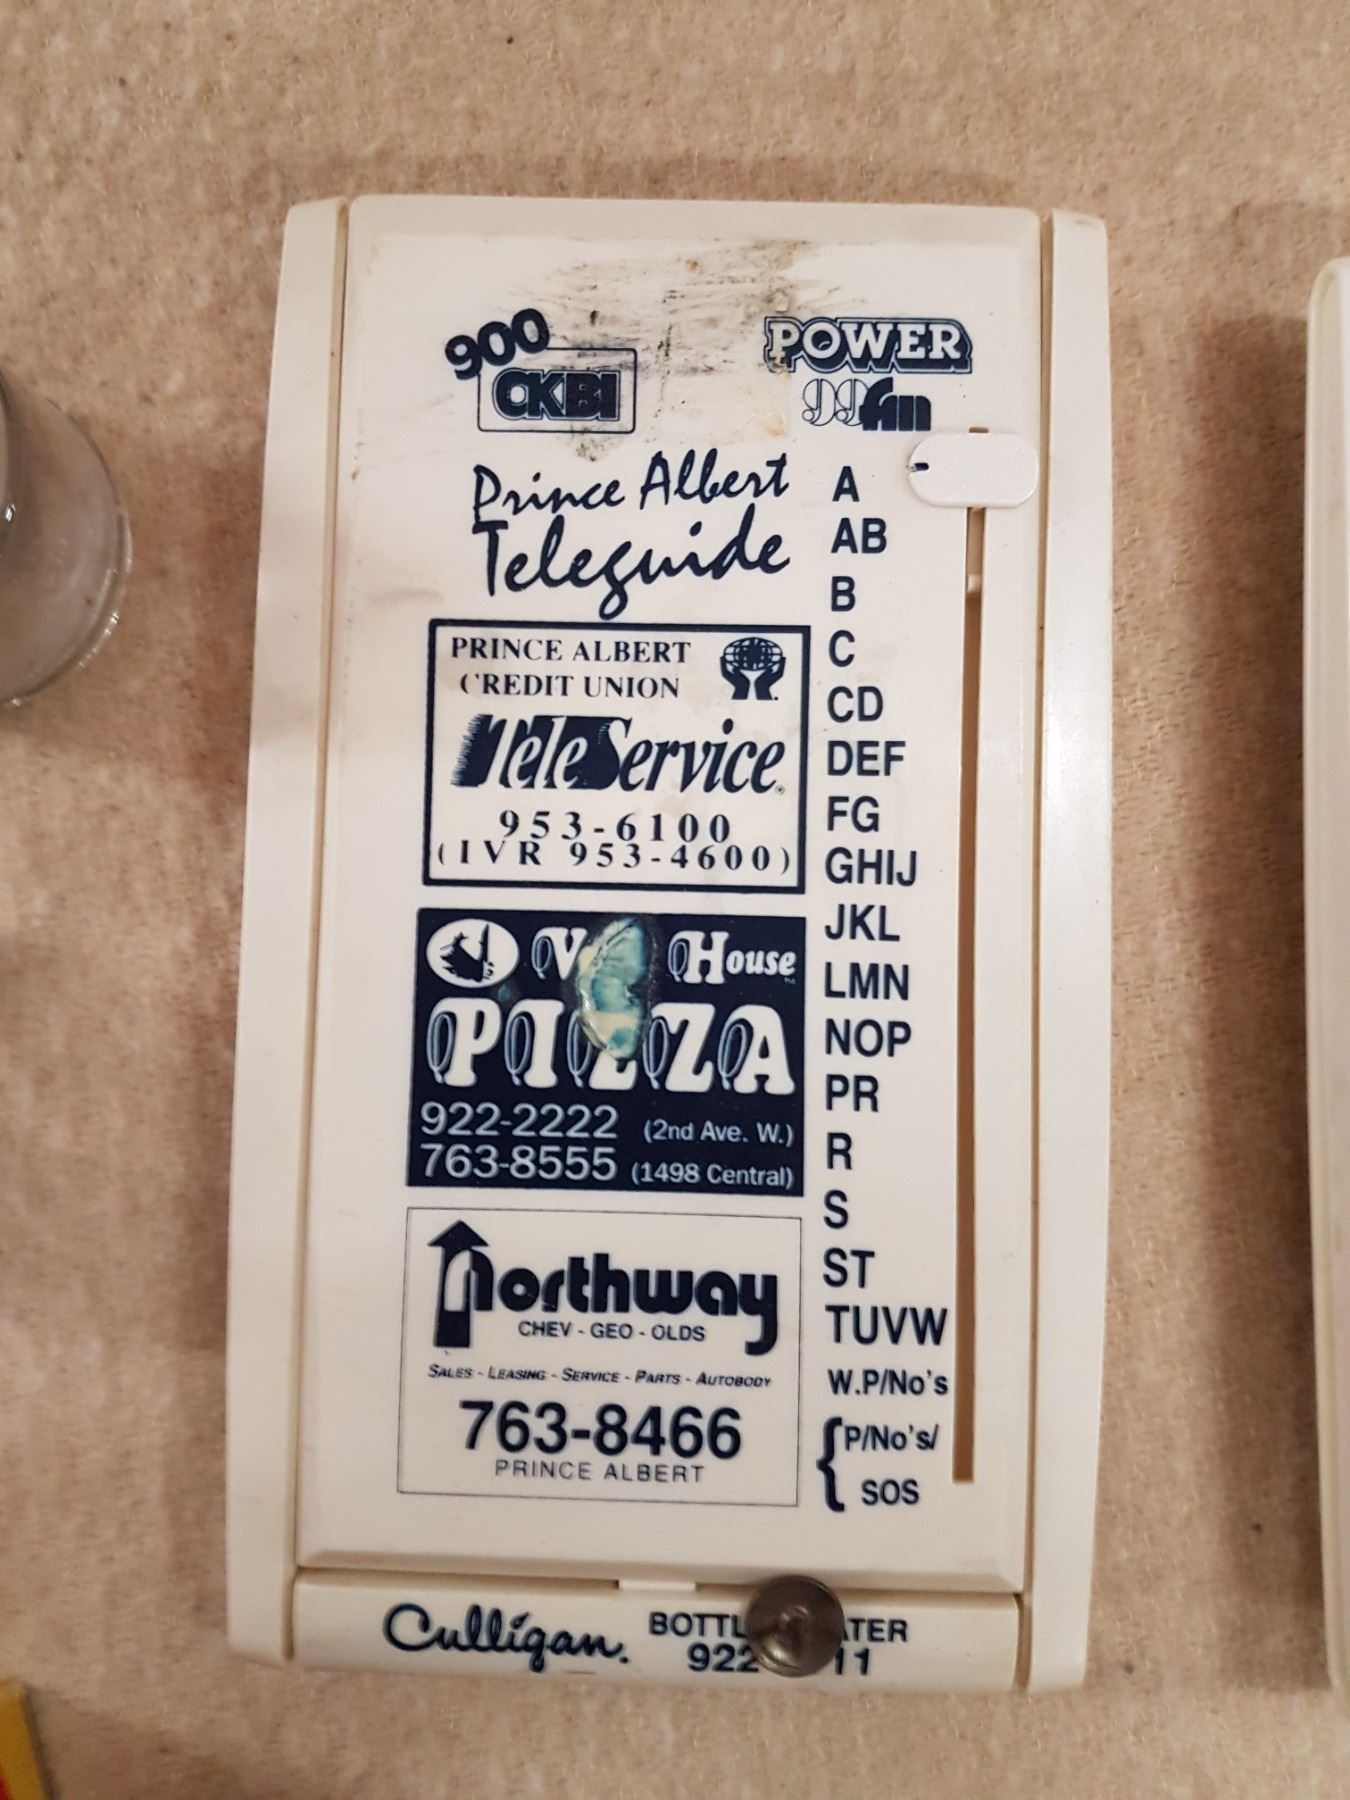 900
CKBI
POWER
99fm
Prince Albert
Teleguide
PRINCE ALBERT
CREDIT UNION
TeleService
953-6100
(IVR 953-4600)
House
PIZZA
922-2222 (2nd Ave. W.)
763-8555 (1498 Central)
northway
CHEV - GEO - OLDS
SALES - LEASING - SERVICE - PARTS - AUTOBODY
763-8466
PRINCE ALBERT
A
AB
B
C
CD
DEF
FG
GHIJ
JKL
LMN
NOP
PR
R
S
ST
TUVW
W.P/No's
P/No's/
SOS
Culligan.